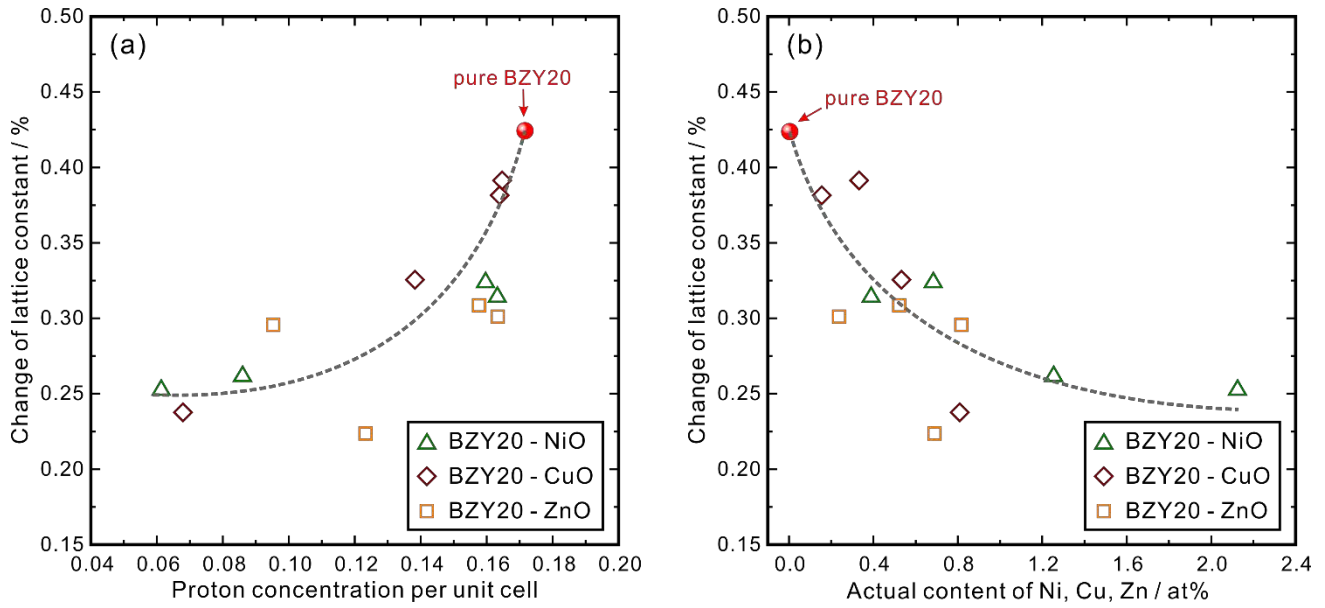 (a)
pure BZY20
Change of lattice constant / %
0.50
0.45
0.40
0.35
0.30
0.25
0.20
0.15
BZY20 - NiO
BZY20 - CuO
BZY20 - ZnO
0.04 0.06 0.08 0.10 0.12 0.14 0.16 0.18 0.20
Proton concentration per unit cell
(b)
pure BZY20
Change of lattice constant / %
0.50
0.45
0.40
0.35
0.30
0.25
0.20
0.15
BZY20 - NiO
BZY20 - CuO
BZY20 - ZnO
0.0 0.4 0.8 1.2 1.6 2.0 2.4
Actual content of Ni, Cu, Zn / at%